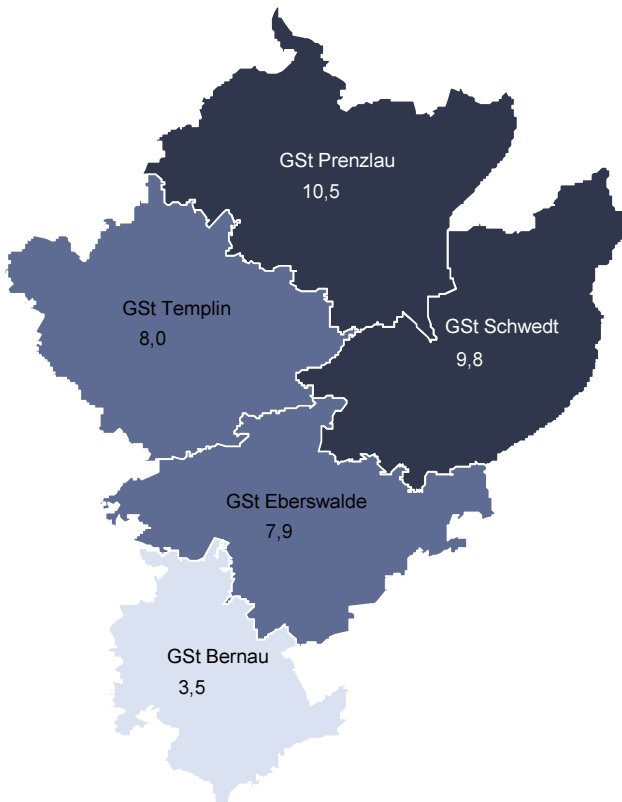 GSt Prenzlau
10,5
GSt Templin
8,0
GSt Schwedt
9,8
GSt Eberswalde
7,9
GSt Bernau
3,5